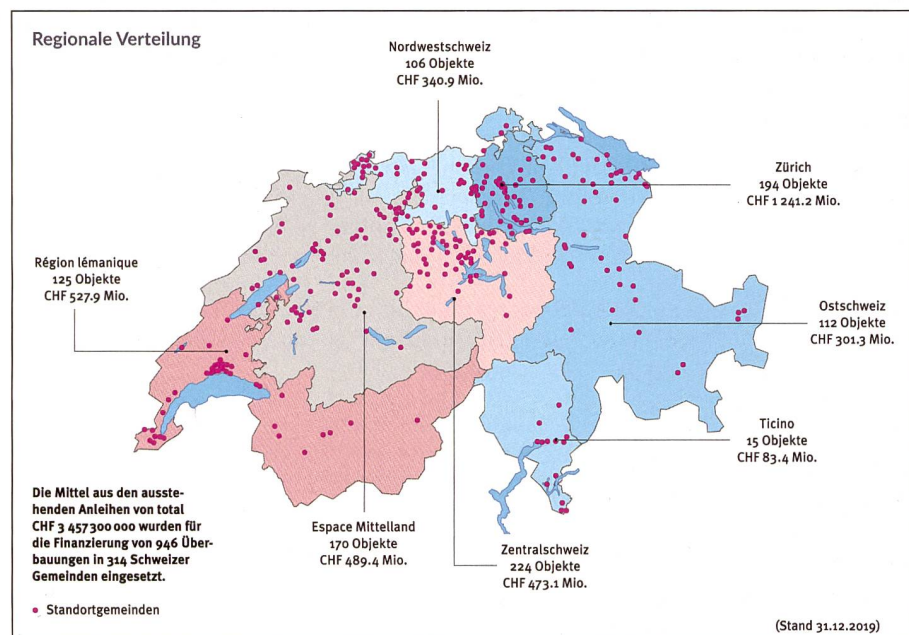 Regionale Verteilung
Nordwestschweiz
106 Objekte
CHF 340.9 Mio.
Zürich
194 Objekte
CHF 1 241.2 Mio.
Région lémanique
125 Objekte
CHF 527.9 Mio.
Ostschweiz
112 Objekte
CHF 301.3 Mio.
Ticino
15 Objekte
CHF 83.4 Mio.
Die Mittel aus den ausste-
henden Anleihen von total
CHF 3 457 300 000 wurden für
die Finanzierung von 946 Über-
bauungen in 314 Schweizer
Gemeinden eingesetzt.
Espace Mittelland
170 Objekte
CHF 489.4 Mio.
Zentralschweiz
224 Objekte
CHF 473.1 Mio.
Standortgemeinden
(Stand 31.12.2019)